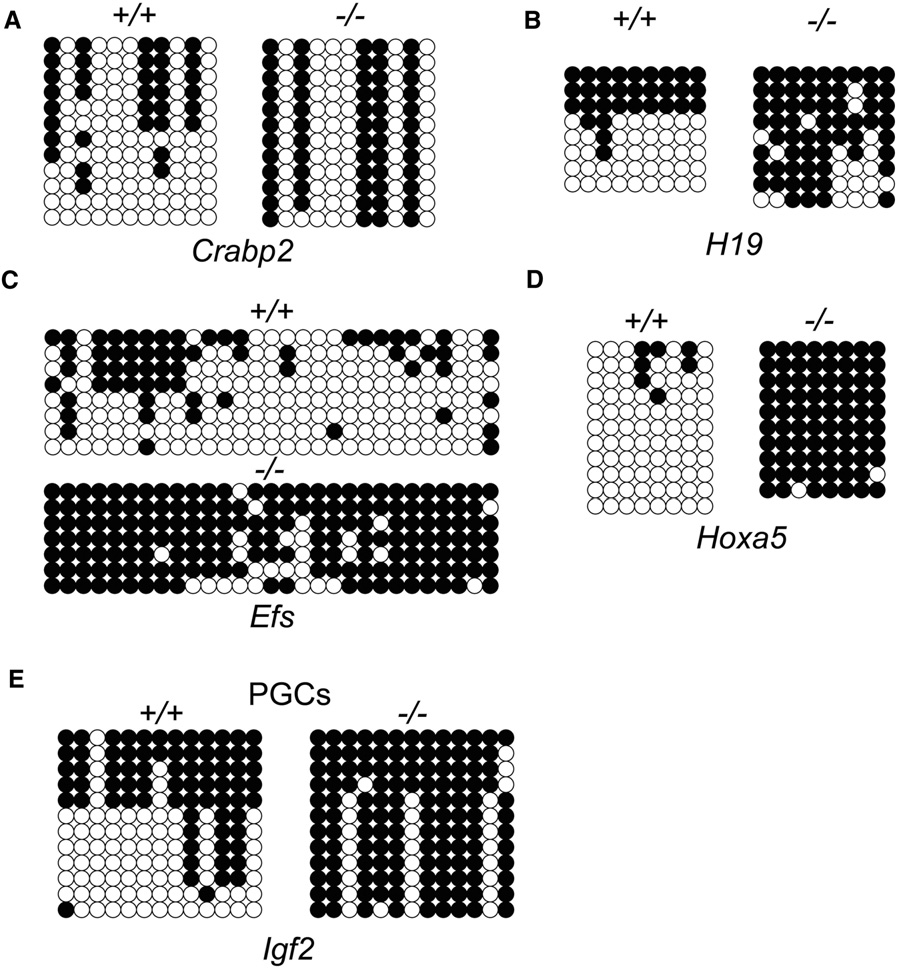 A
+/+
-/-
Crabp2
B
+/+
-/-
H19
C
+/+
-/-
Efs
D
+/+
-/-
Hoxa5
E
PGCs
+/+
-/-
Igf2